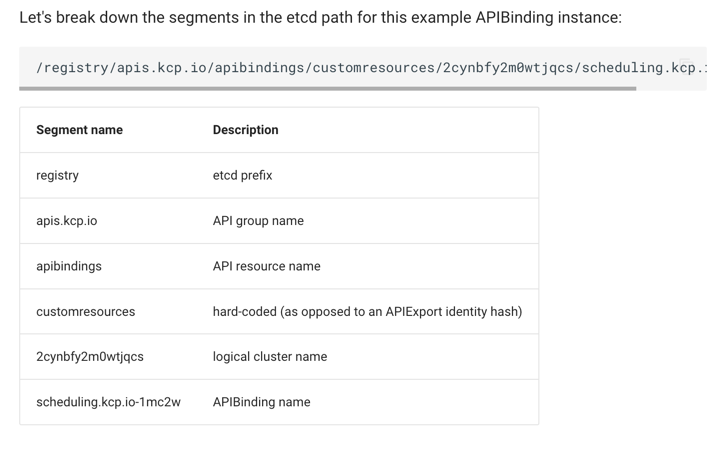 Let's break down the segments in the etcd path for this example APIBinding instance:
/registry/apis.kcp.io/apibindings/customresources/2cynbfy2m0wtjqcs/scheduling.kcp.
Segment name Description
registry etcd prefix
apis.kcp.io API group name
apibindings API resource name
customresources hard-coded (as opposed to an APIExport identity hash)
2cynbfy2m0wtjqcs logical cluster name
scheduling.kcp.io-1mc2w APIBinding name